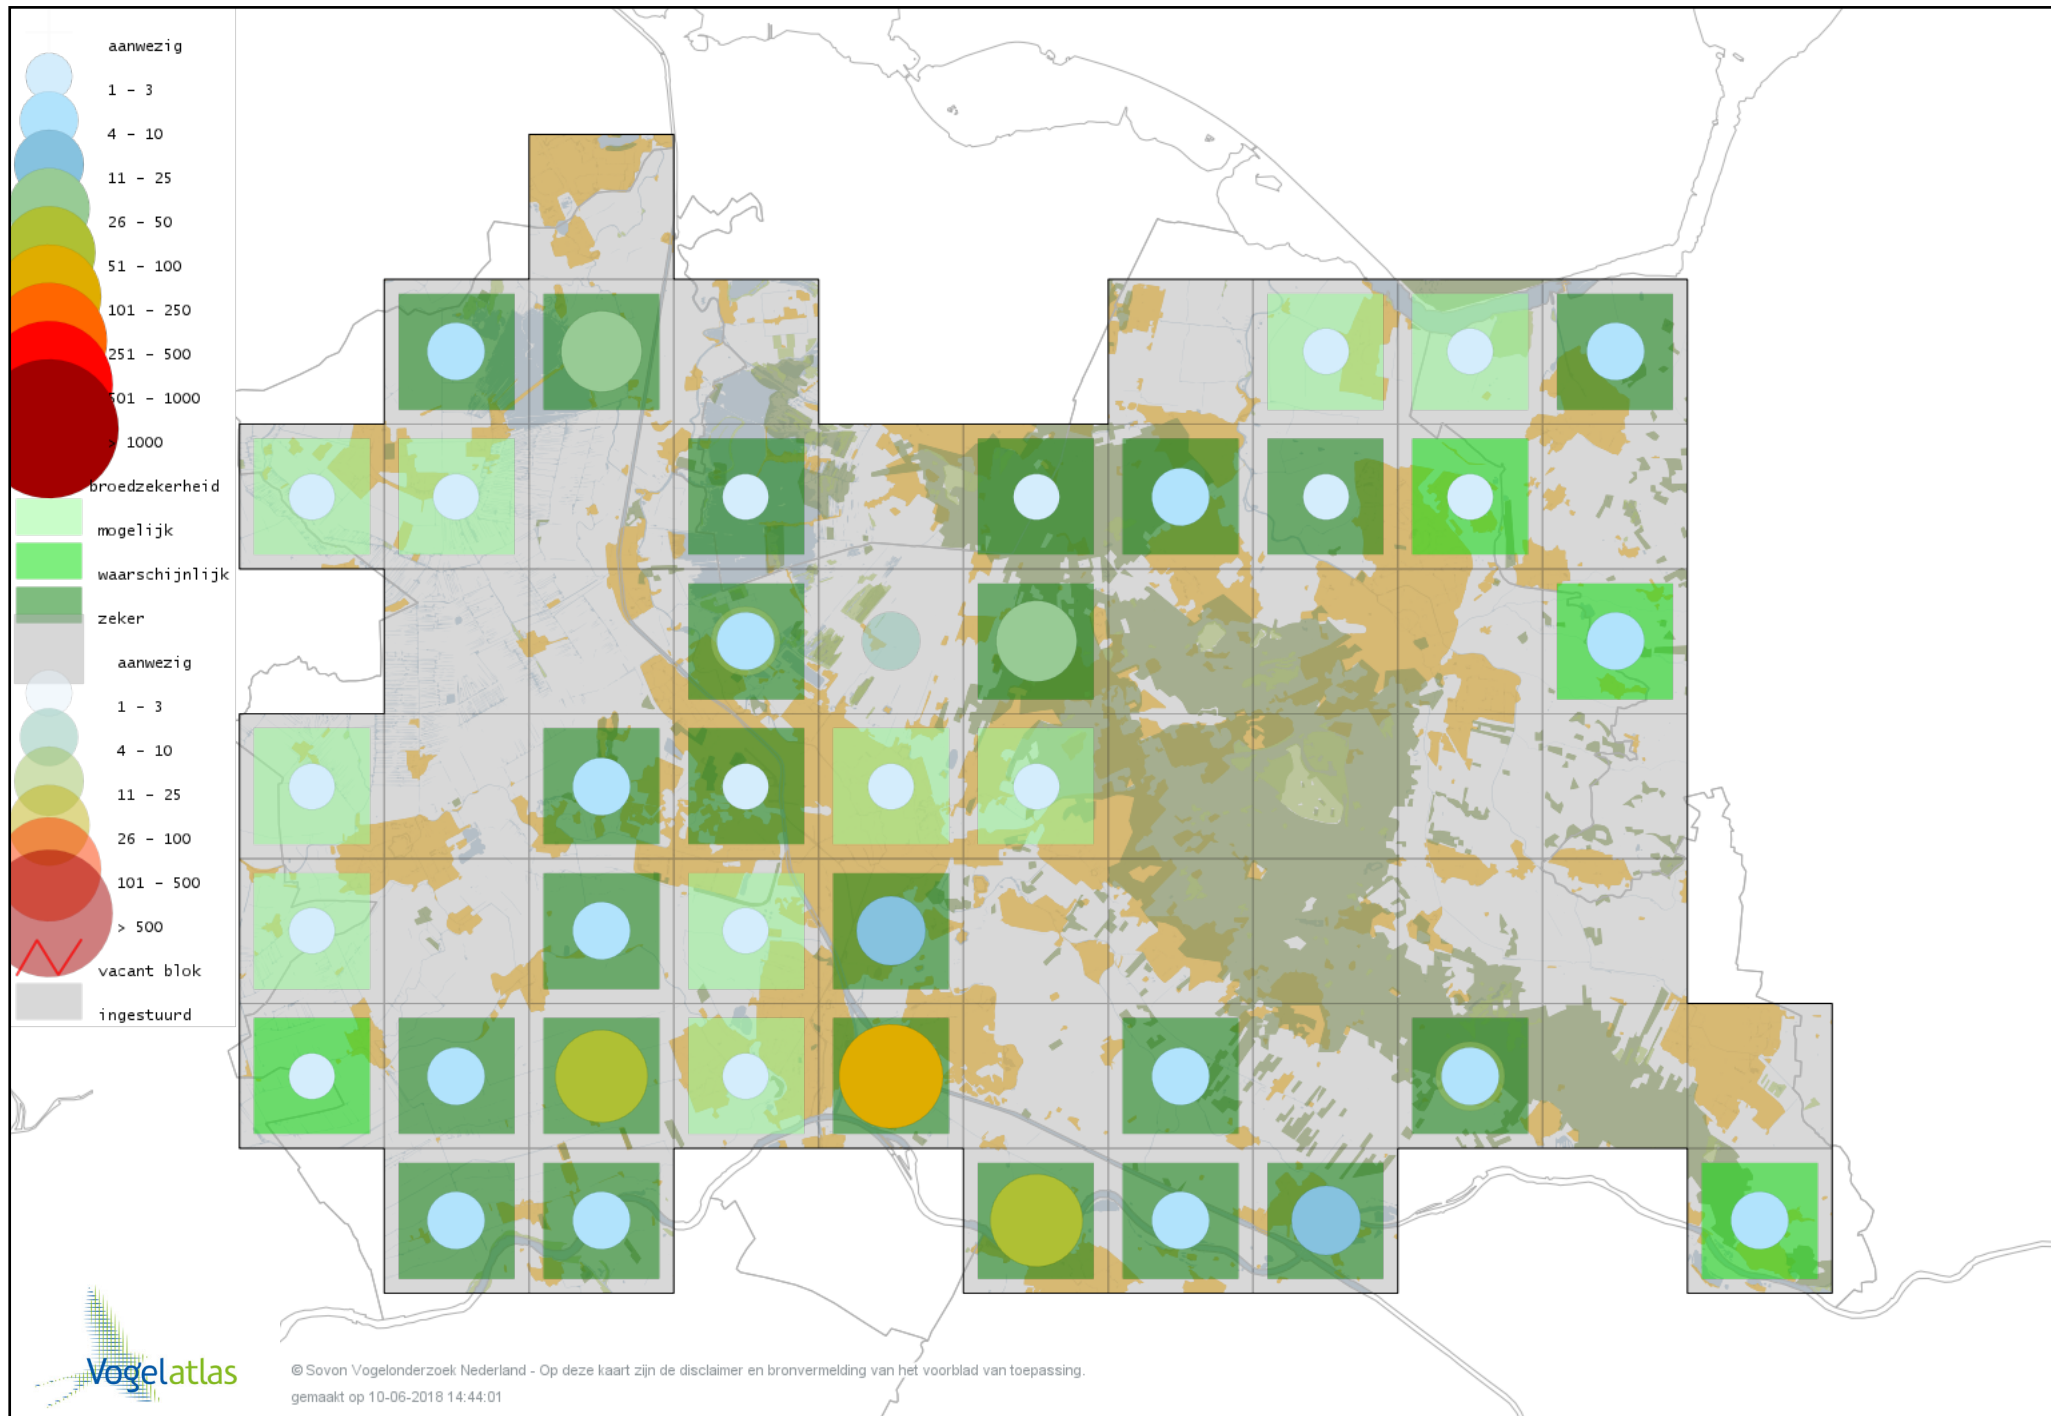 aanwezig
1 - 3
4 - 10
11 - 25
26 - 50
51 - 100
101 - 250
251 - 500
501 - 1000
> 1000
broedzekerheid
mogelijk
waarschijnlijk
zeker
aanwezig
1 - 3
4 - 10
11 - 25
26 - 100
101 - 500
> 500
vacant blok
ingestuurd
Vogelatlas
© Sovon Vogelonderzoek Nederland - Op deze kaart zijn de disclaimer en bronvermelding van het voorblad van toepassing.
gemaakt op 10-06-2018 14:44:01